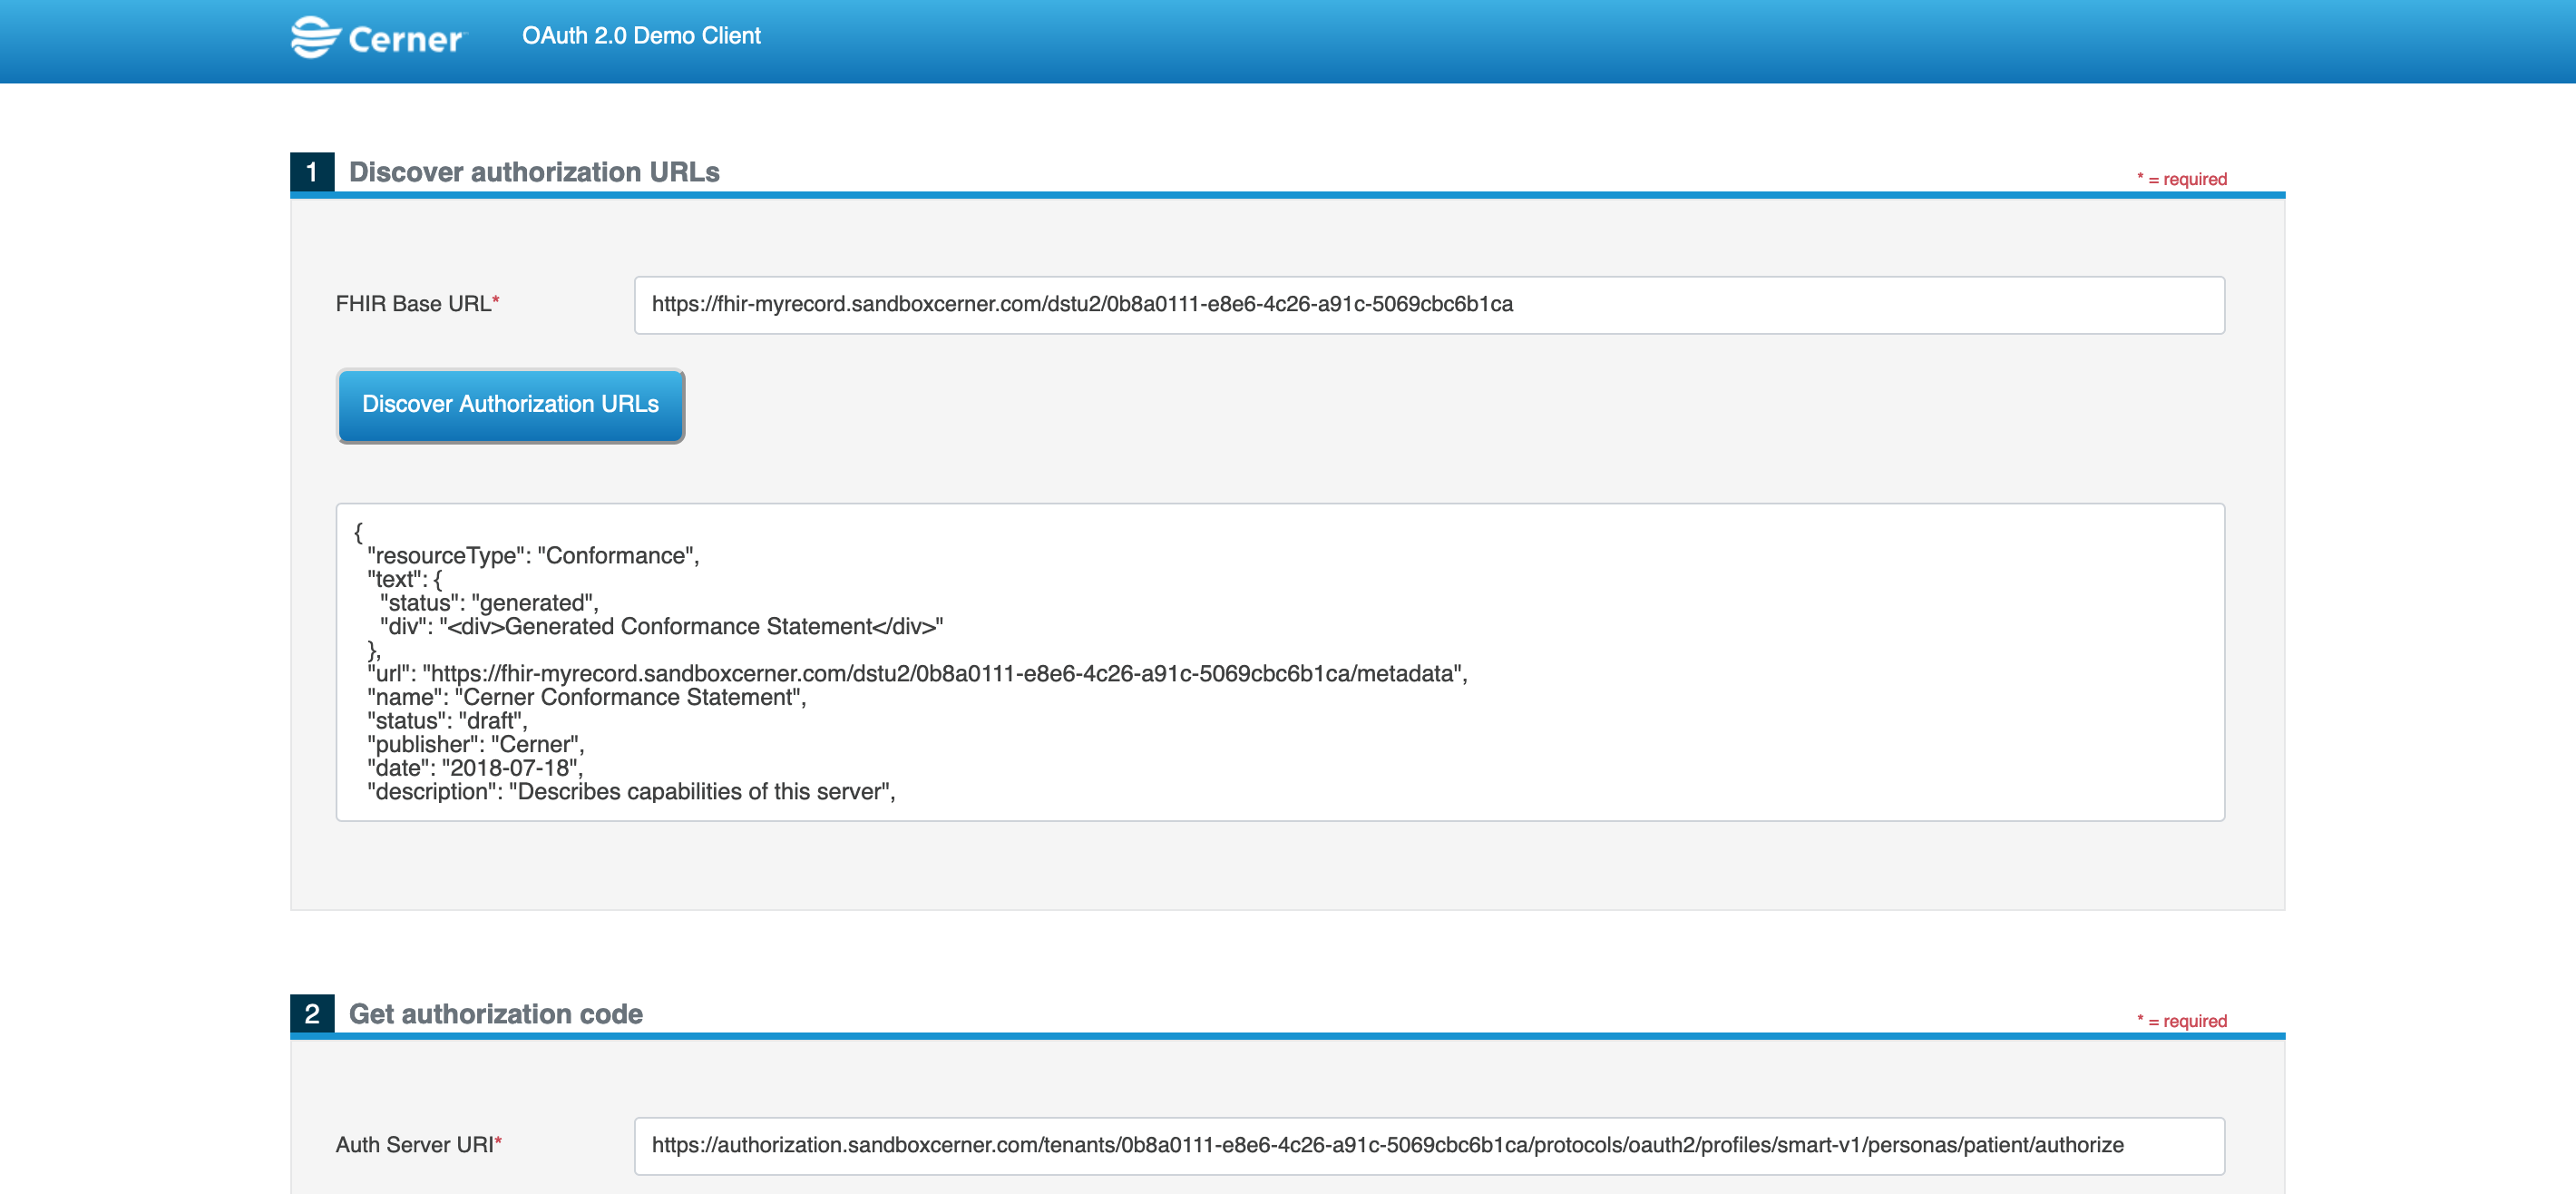 Cerner
OAuth 2.0 Demo Client
1 Discover authorization URLs
* = required
FHIR Base URL* https://fhir-myrecord.sandboxcerner.com/dstu2/0b8a0111-e8e6-4c26-a91c-5069cbc6b1ca
Discover Authorization URLs
{
"resourceType": "Conformance",
"text": {
"status": "generated",
"div": "<div>Generated Conformance Statement</div>"
},
"url": "https://fhir-myrecord.sandboxcerner.com/dstu2/0b8a0111-e8e6-4c26-a91c-5069cbc6b1ca/metadata",
"name": "Cerner Conformance Statement",
"status": "draft",
"publisher": "Cerner",
"date": "2018-07-18",
"description": "Describes capabilities of this server",
2 Get authorization code
* = required
Auth Server URI* https://authorization.sandboxcerner.com/tenants/0b8a0111-e8e6-4c26-a91c-5069cbc6b1ca/protocols/oauth2/profiles/smart-v1/personas/patient/authorize